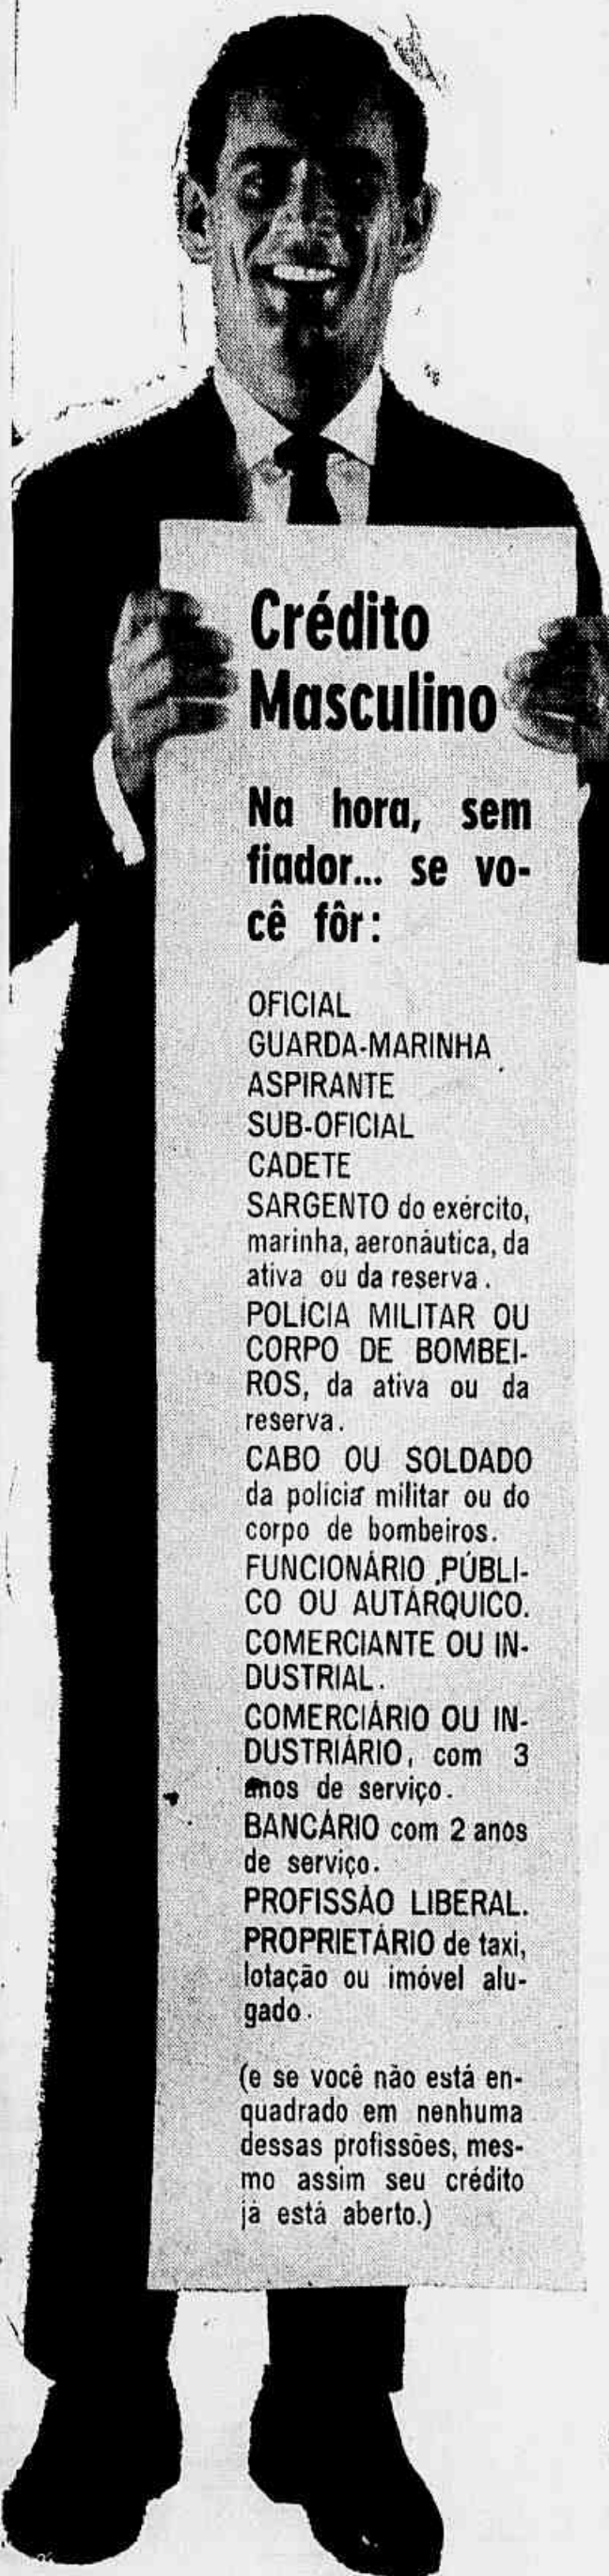 Crédito
Masculino
Na hora, sem
fiador... se vo-
cê fôr:
OFICIAL
GUARDA-MARINHA
ASPIRANTE
SUB-OFICIAL
CADETE
SARGENTO do exército,
marinha, aeronáutica, da
ativa ou da reserva.
POLÍCIA MILITAR OU
CORPO DE BOMBEI-
ROS, da ativa ou da
reserva.
CABO OU SOLDADO
da polícia militar ou do
corpo de bombeiros.
FUNCIONÁRIO PÚBLI-
CO OU AUTÁRQUICO.
COMERCIANTE OU IN-
DUSTRIAL.
COMERCIÁRIO OU IN-
DUSTRIÁRIO, com 3
anos de serviço.
BANCÁRIO com 2 anos
de serviço.
PROFISSÃO LIBERAL.
PROPRIETÁRIO de taxi,
lotação ou imóvel alu-
gado.
(e se você não está en-
quadrado em nenhuma
dessas profissões, mes-
mo assim seu crédito
já está aberto.)